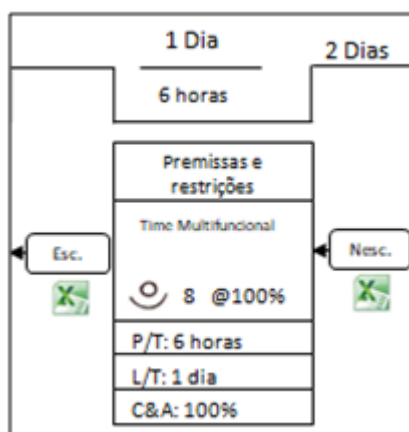 1 Dia
2 Dias
6 horas
Premissas e
restrições
Time Multifuncional
Esc.
Nesc.
8 @100%
P/T: 6 horas
L/T: 1 dia
C&A: 100%